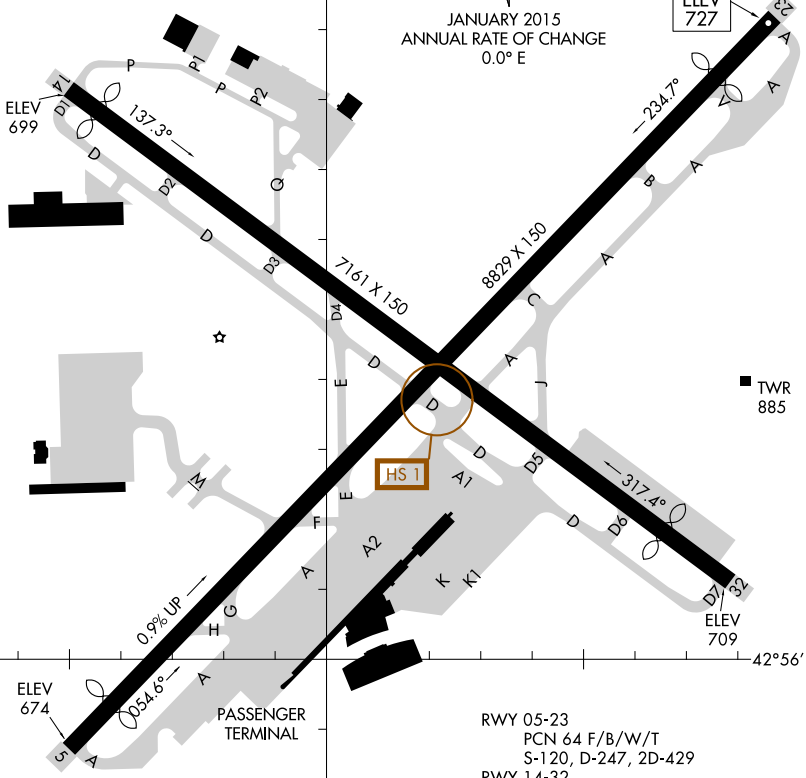 JANUARY 2015
ANNUAL RATE OF CHANGE
0.0° E
ELEV
727
23
A
A
A
A
B
234.7°
P
P1
P
P2
14
D1
ELEV
699
137.3°
D
D2
Q
D
D3
7161 X 150
8829 X 150
A
C
D4
D
A
E
J
D
TWR
885
HS 1
D
D5
A1
317.4°
M
E
F
D
D6
A2
A
K
K1
D7
32
ELEV
709
0.9% UP
G
H
42°56'
A
054.6°
ELEV
674
PASSENGER
TERMINAL
5
A
RWY 05-23
PCN 64 F/B/W/T
S-120, D-247, 2D-429
RWY 14-32